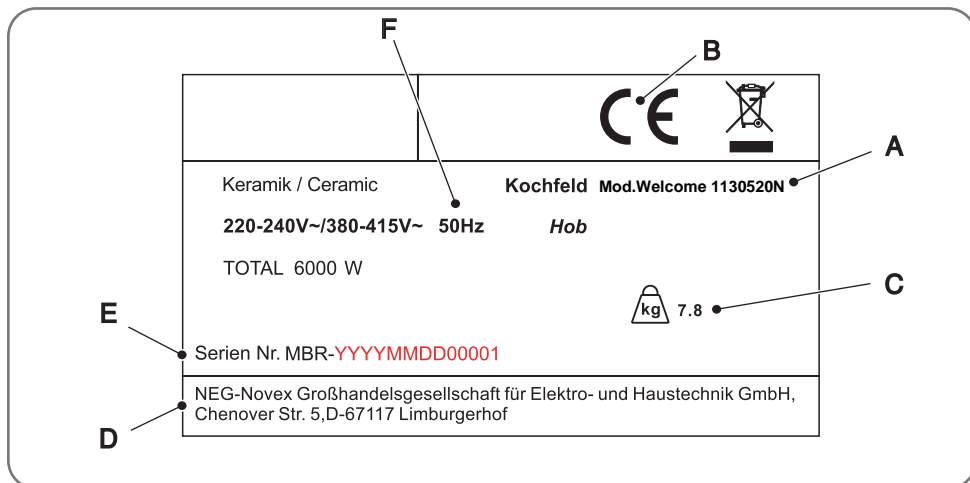 F
B
CE
A
Keramik / Ceramic Kochfeld Mod.Welcome 1130520N
220-240V~/380-415V~ 50Hz Hob
TOTAL 6000 W
C
kg 7.8
E
Serien Nr. MBR-YYYYMMDD00001
NEG-Novex Großhandelsgesellschaft für Elektro- und Haustechnik GmbH,
Chenover Str. 5,D-67117 Limburgerhof
D